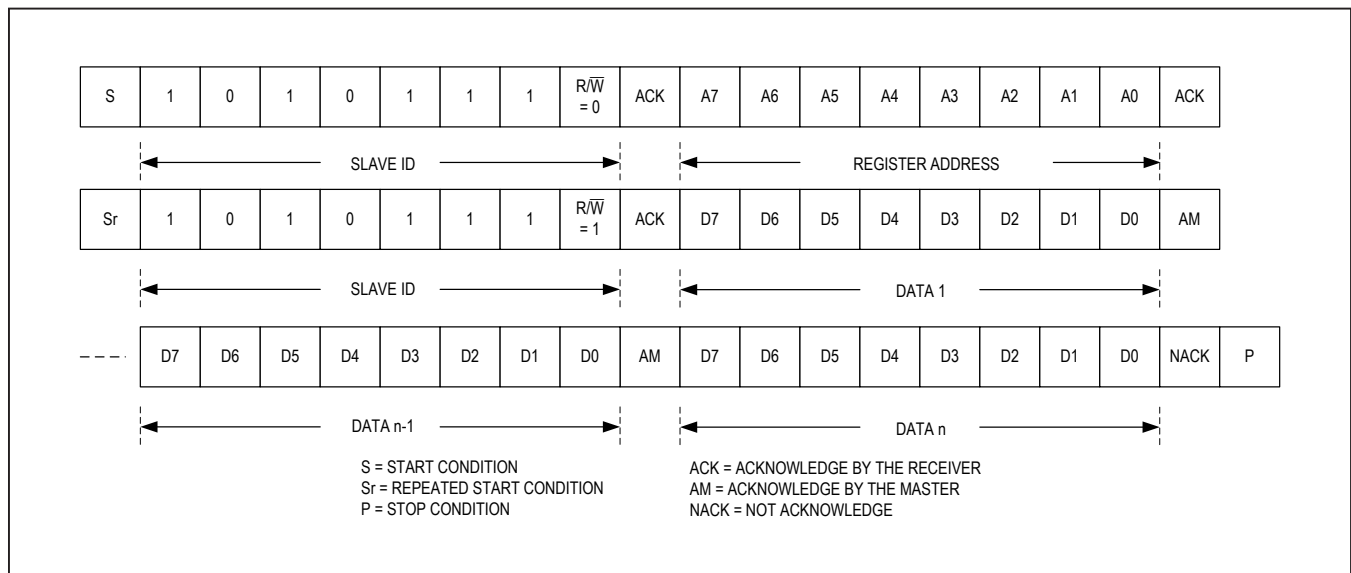 S 1 0 1 0 1 1 1 R/W̅ = 0 ACK A7 A6 A5 A4 A3 A2 A1 A0 ACK
SLAVE ID REGISTER ADDRESS
Sr 1 0 1 0 1 1 1 R/W̅ = 1 ACK D7 D6 D5 D4 D3 D2 D1 D0 AM
SLAVE ID DATA 1
D7 D6 D5 D4 D3 D2 D1 D0 AM D7 D6 D5 D4 D3 D2 D1 D0 NACK P
DATA n-1 DATA n
S = START CONDITION
Sr = REPEATED START CONDITION
P = STOP CONDITION
ACK = ACKNOWLEDGE BY THE RECEIVER
AM = ACKNOWLEDGE BY THE MASTER
NACK = NOT ACKNOWLEDGE